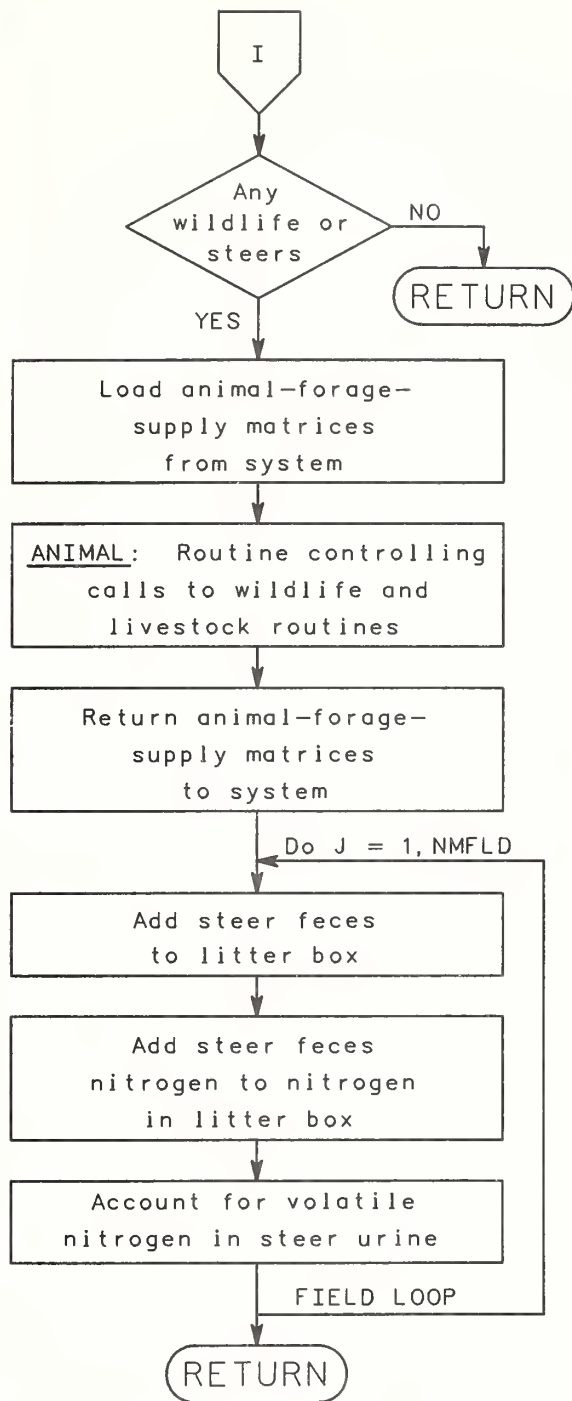 I
Any
wildlife or
steers
NO
RETURN
YES
Load animal-forage-
supply matrices
from system
ANIMAL: Routine controlling
calls to wildlife and
livestock routines
Return animal-forage-
supply matrices
to system
Do J = 1, NMFLD
Add steer feces
to litter box
Add steer feces
nitrogen to nitrogen
in litter box
Account for volatile
nitrogen in steer urine
FIELD LOOP
RETURN